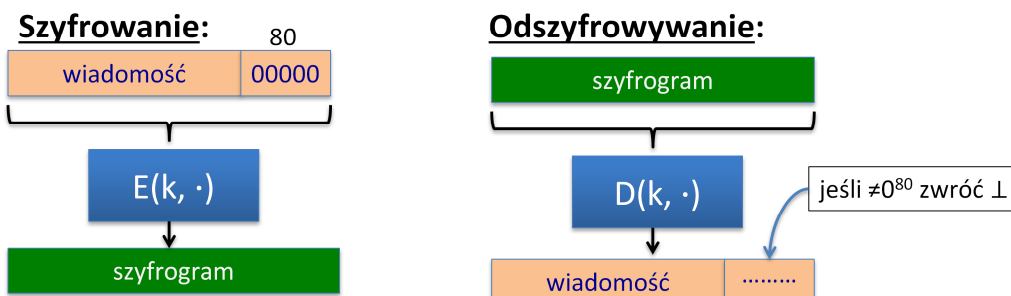 Szyfrowanie:
80
wiadomość 00000
E(k, ·)
szyfrogram
Odszyfrowywanie:
szyfrogram
D(k, ·)
jeśli ≠0⁸⁰ zwróć ⊥
wiadomość .........